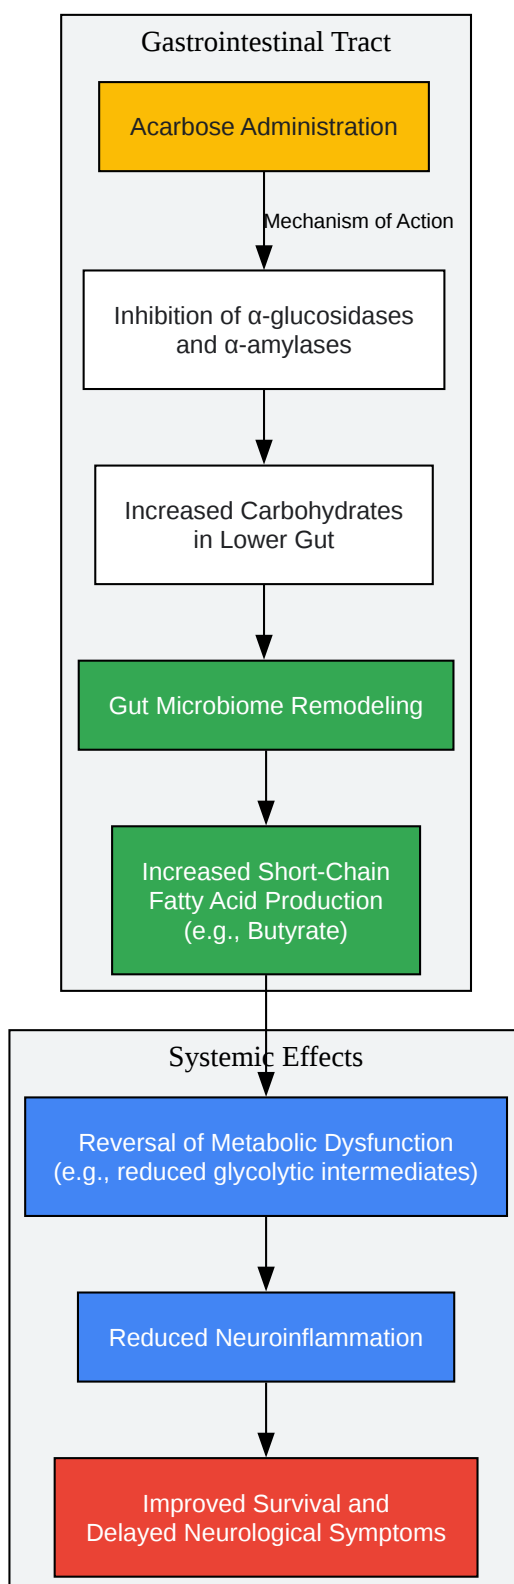 Gastrointestinal Tract
Acarbose Administration
Mechanism of Action
Inhibition of α-glucosidases
and α-amylases
Increased Carbohydrates
in Lower Gut
Gut Microbiome Remodeling
Increased Short-Chain
Fatty Acid Production
(e.g., Butyrate)
Systemic Effects
Reversal of Metabolic Dysfunction
(e.g., reduced glycolytic intermediates)
Reduced Neuroinflammation
Improved Survival and
Delayed Neurological Symptoms